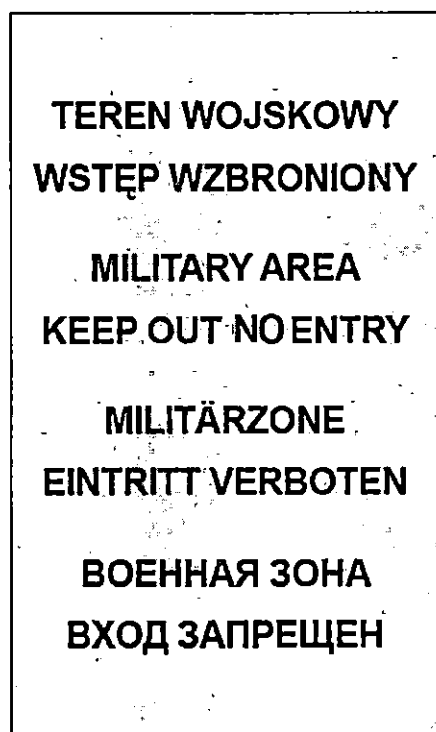 TEREN WOJSKOWY
WSTĘP WZBRONIONY
MILITARY AREA
KEEP OUT NO ENTRY
MILITÄRZONE
EINTRITT VERBOTEN
ВОЕННАЯ ЗОНА
ВХОД ЗАПРЕЩЕН